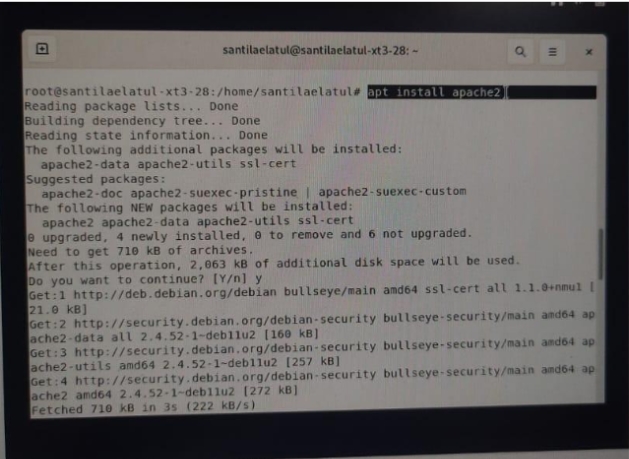 santilaelatul@santilaelatul-xt3-28: ~
root@santilaelatul-xt3-28:/home/santilaelatul# apt install apache2
Reading package lists... Done
Building dependency tree... Done
Reading state information... Done
The following additional packages will be installed:
  apache2-data apache2-utils ssl-cert
Suggested packages:
  apache2-doc apache2-suexec-pristine | apache2-suexec-custom
The following NEW packages will be installed:
  apache2 apache2-data apache2-utils ssl-cert
0 upgraded, 4 newly installed, 0 to remove and 6 not upgraded.
Need to get 710 kB of archives.
After this operation, 2,063 kB of additional disk space will be used.
Do you want to continue? [Y/n] y
Get:1 http://deb.debian.org/debian bullseye/main amd64 ssl-cert all 1.1.0+nmu1 [
21.0 kB]
Get:2 http://security.debian.org/debian-security bullseye-security/main amd64 ap
ache2-data all 2.4.52-1~deb11u2 [160 kB]
Get:3 http://security.debian.org/debian-security bullseye-security/main amd64 ap
ache2-utils amd64 2.4.52-1~deb11u2 [257 kB]
Get:4 http://security.debian.org/debian-security bullseye-security/main amd64 ap
ache2 amd64 2.4.52-1~deb11u2 [272 kB]
Fetched 710 kB in 3s (222 kB/s)